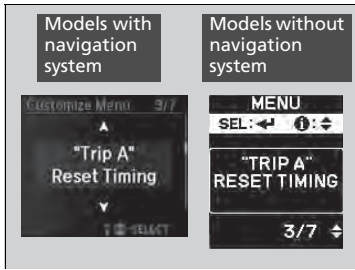 Models with
navigation
system
Models without
navigation
system
Customize Menu 3/7
"Trip A"
Reset Timing
SELECT
MENU
SEL:
"TRIP A"
RESET TIMING
3/7